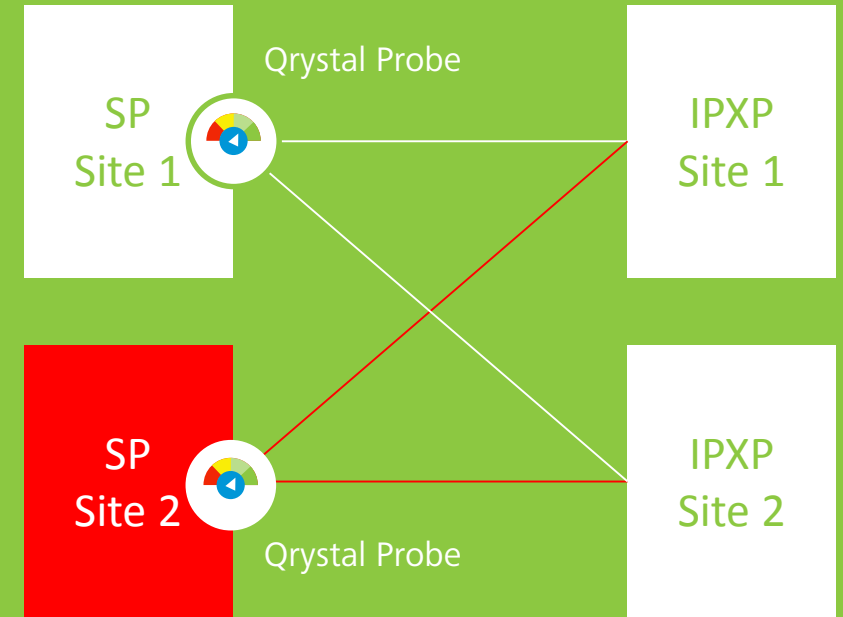 Qrystal Probe
SP
Site 1
IPXP
Site 1
SP
Site 2
IPXP
Site 2
Qrystal Probe